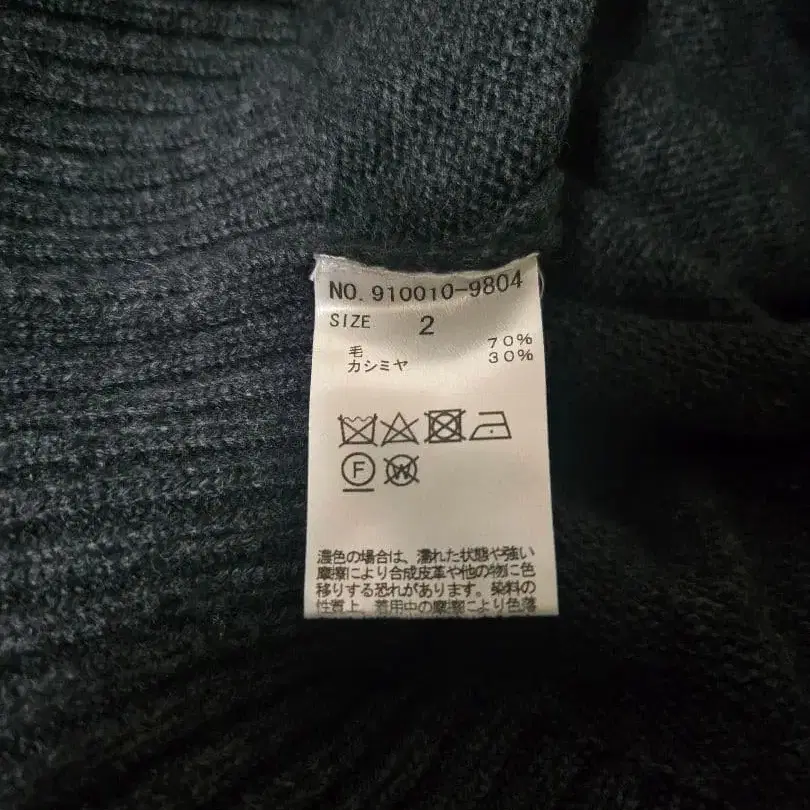 NO. 910010-9804
SIZE 2
毛 70%
カシミヤ 30%
F
W
濃色の場合は、濡れた状態や強い
摩擦により合成皮革や他の物に色
移りする恐れがあります。染料の
性質上、着用中の摩擦により色落